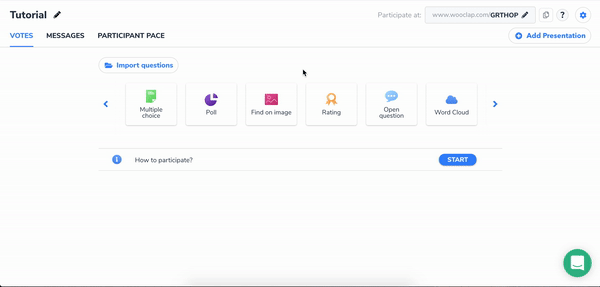 Tutorial
Participate at: www.wooclap.com/GRTHOP ?
VOTES MESSAGES PARTICIPANT PACE
Add Presentation
Import questions
Multiple
choice
Poll
Find on image
Rating
Open
question
Word Cloud
How to participate?
START